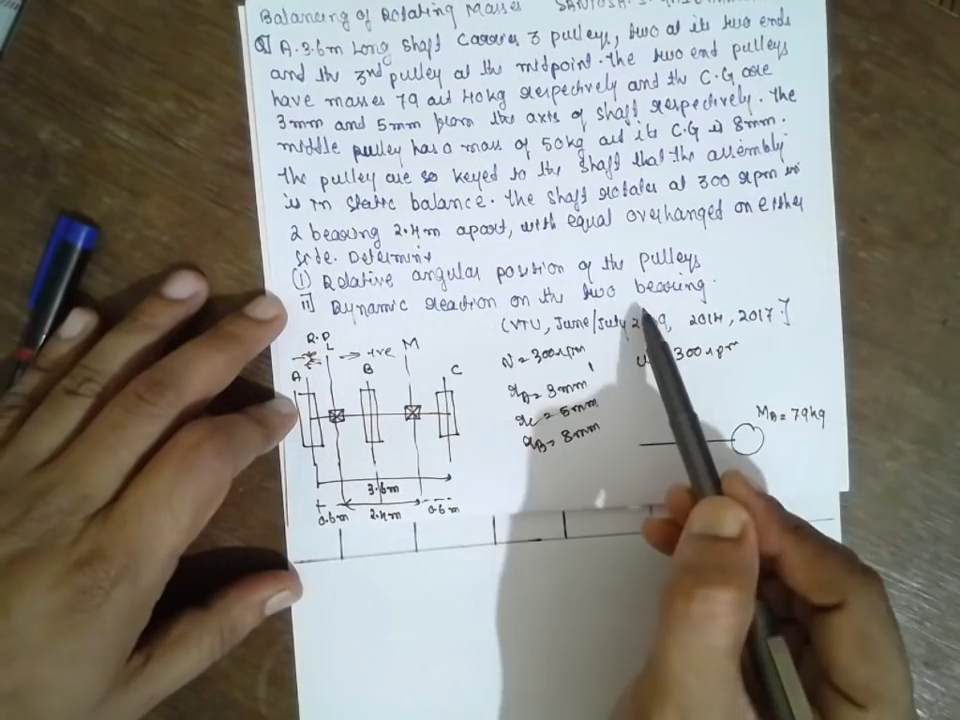 Balancing of Rotating Masses
Q] A. 3.6m Long shaft carries 3 pulleys, two at its two ends
and the 3rd pulley at the midpoint. The two end pulleys
have masses 79 and 40kg respectively and the C.G are
3mm and 5mm from the axis of shaft respectively. The
middle pulley has a mass of 50kg and its C.G is 8mm.
The pulley are so keyed to the shaft that the assembly
is in static balance. The shaft rotates at 300 rpm in
2 bearing 2.4m apart, with equal overhanged on either
side. Determine
(i) Relative angular position of the pulleys
ii] Dynamic reaction on the two bearing.
(VTU, June/July 2009, 2014, 2017]
R.P
L → +ve M
A B C
N = 300rpm 300rpm
rA = 3mm
rC = 5mm
rB = 8mm
MA = 79kg
3.6m
0.6m 2.4m 0.6m